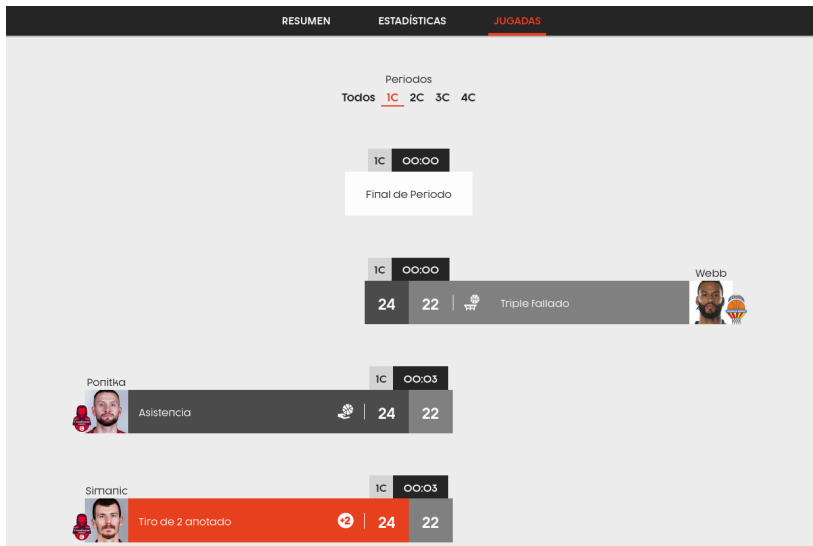 RESUMEN ESTADÍSTICAS JUGADAS
Periodos
Todos 1C 2C 3C 4C
1C 00:00
Final de Periodo
1C 00:00
Webb
24 22 Triple fallado
1C 00:03
Ponitka
Asistencia 24 22
1C 00:03
Simanic
Tiro de 2 anotado +2 24 22